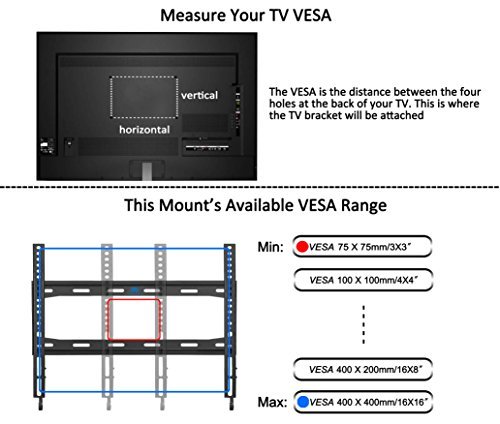 Measure Your TV VESA
vertical
horizontal
The VESA is the distance between the four
holes at the back of your TV. This is where
the TV bracket will be attached
This Mount's Available VESA Range
Min:
VESA 75 X 75mm/3X3″
VESA 100 X 100mm/4X4″
VESA 400 X 200mm/16X8″
Max:
VESA 400 X 400mm/16X16″